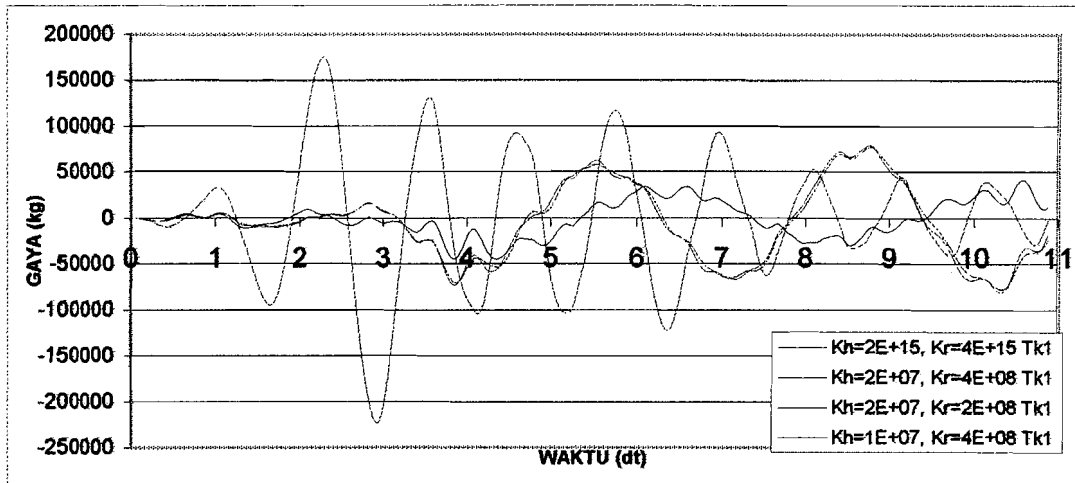 GAYA (kg)
200000
150000
100000
50000
0
-50000
-100000
-150000
-200000
-250000
0 1 2 3 4 5 6 7 8 9 10 11
WAKTU (dt)
Kh=2E+15, Kr=4E+15 Tk1
Kh=2E+07, Kr=4E+08 Tk1
Kh=2E+07, Kr=2E+08 Tk1
Kh=1E+07, Kr=4E+08 Tk1